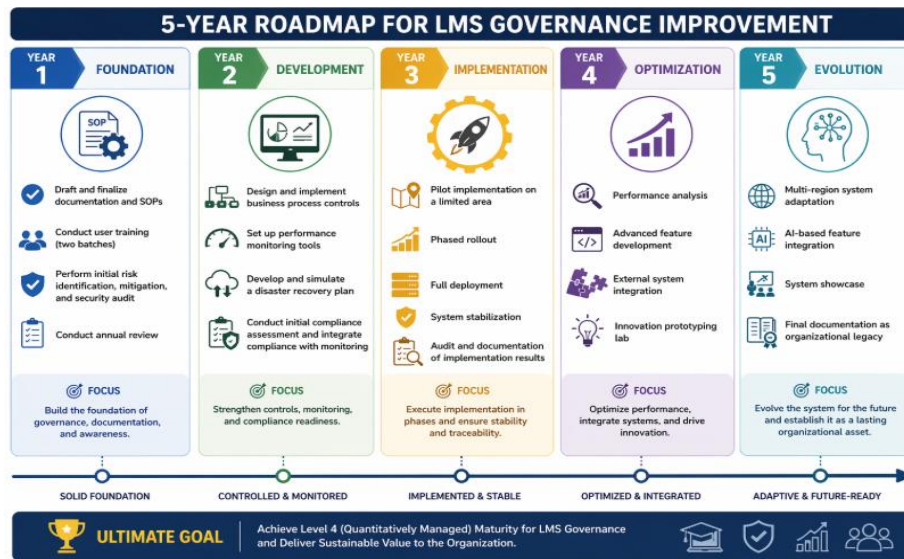 5-YEAR ROADMAP FOR LMS GOVERNANCE IMPROVEMENT
YEAR
1
FOUNDATION
SOP
Draft and finalize
documentation and SOPs
Conduct user training
(two batches)
Perform initial risk
identification, mitigation,
and security audit
Conduct annual review
FOCUS
Build the foundation of
governance, documentation,
and awareness.
YEAR
2
DEVELOPMENT
Design and implement
business process controls
Set up performance
monitoring tools
Develop and simulate
a disaster recovery plan
Conduct initial compliance
assessment and integrate
compliance with monitoring
FOCUS
Strengthen controls, monitoring,
and compliance readiness.
YEAR
3
IMPLEMENTATION
Pilot implementation on
a limited area
Phased rollout
Full deployment
System stabilization
Audit and documentation
of implementation results
FOCUS
Execute implementation in
phases and ensure stability
and traceability.
YEAR
4
OPTIMIZATION
Performance analysis
</>
Advanced feature
development
External system
integration
Innovation prototyping
lab
FOCUS
Optimize performance,
integrate systems, and drive
innovation.
YEAR
5
EVOLUTION
Multi-region system
adaptation
AI
AI-based feature
integration
System showcase
Final documentation as
organizational legacy
FOCUS
Evolve the system for the future
and establish it as a lasting
organizational asset.
SOLID FOUNDATION
CONTROLLED & MONITORED
IMPLEMENTED & STABLE
OPTIMIZED & INTEGRATED
ADAPTIVE & FUTURE-READY
ULTIMATE GOAL
Achieve Level 4 (Quantitatively Managed) Maturity for LMS Governance
and Deliver Sustainable Value to the Organization.